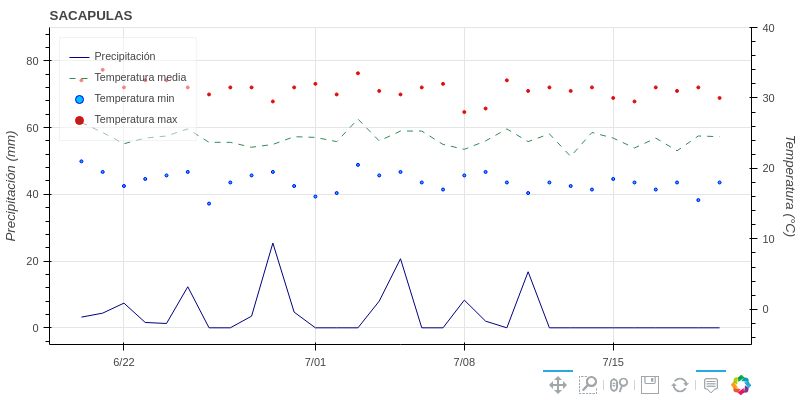 SACAPULAS
Precipitación
Temperatura media
Temperatura min
Temperatura max
Precipitación (mm)
80
60
40
20
0
Temperatura (°C)
40
30
20
10
0
6/22
7/01
7/08
7/15